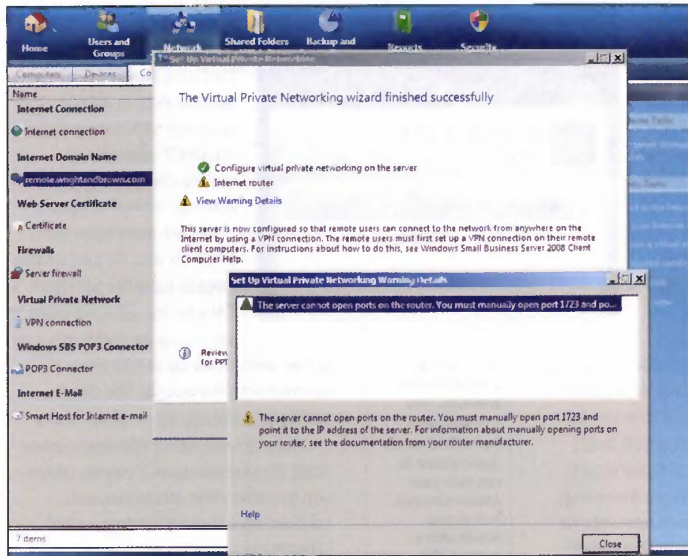 Home
Users and
Groups
Network
Shared Folders
Backup and
Reports
Security
Computers
Devices
Co
Set Up Virtual Private Networking
Name
Internet Connection
Internet connection
Internet Domain Name
remote.wrightandbrown.com
Web Server Certificate
Certificate
Firewalls
Server firewall
Virtual Private Network
VPN connection
Windows SBS POP3 Connector
POP3 Connector
Internet E-Mail
Smart Host for Internet e-mail
7 items
The Virtual Private Networking wizard finished successfully
Configure virtual private networking on the server
Internet router
View Warning Details
This server is now configured so that remote users can connect to the network from anywhere on the
Internet by using a VPN connection. The remote users must first set up a VPN connection on their remote
client computers. For instructions about how to do this, see Windows Small Business Server 2008 Client
Computer Help.
Review
for PPT
Set Up Virtual Private Networking Warning Details
The server cannot open ports on the router. You must manually open port 1723 and po...
The server cannot open ports on the router. You must manually open port 1723 and
point it to the IP address of the server. For information about manually opening ports on
your router, see the documentation from your router manufacturer.
Help
Close
Tasks